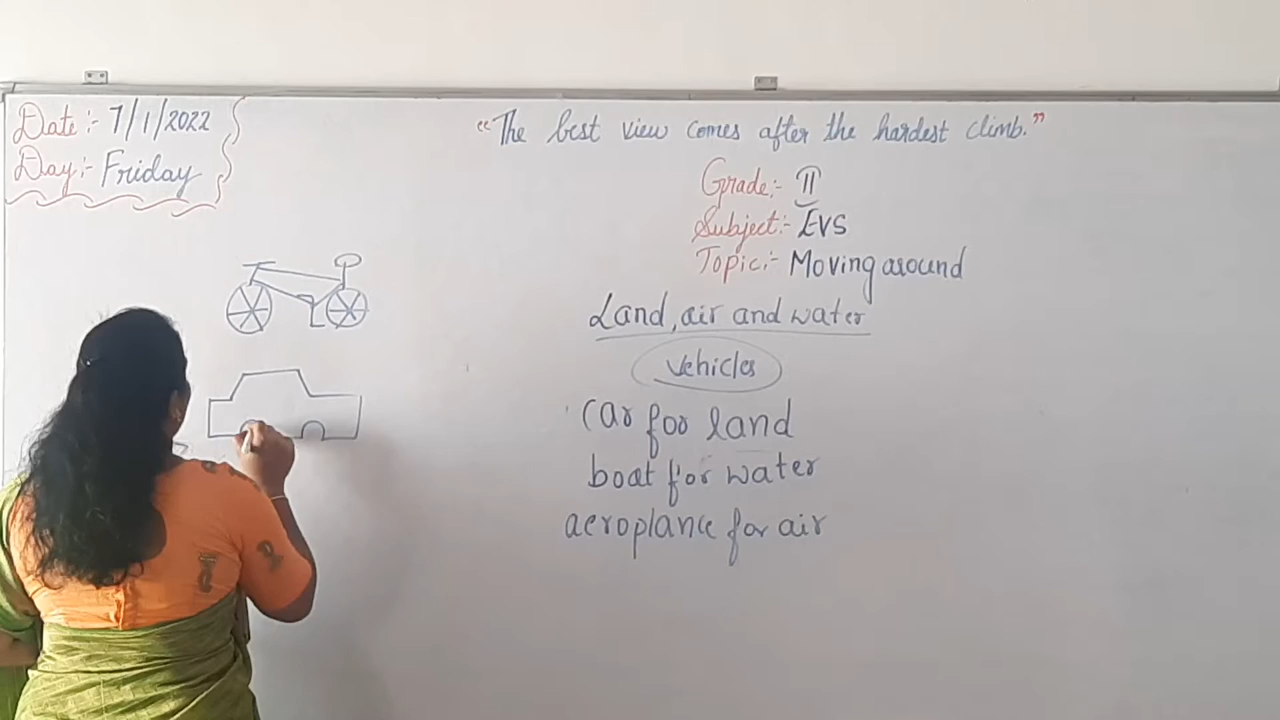 Date:- 7/1/2022
Day:- Friday
"The best view comes after the hardest climb."
Grade:- II
Subject:- EVS
Topic:- Moving around
Land, air and water
Vehicles
Car for land
boat for water
aeroplance for air